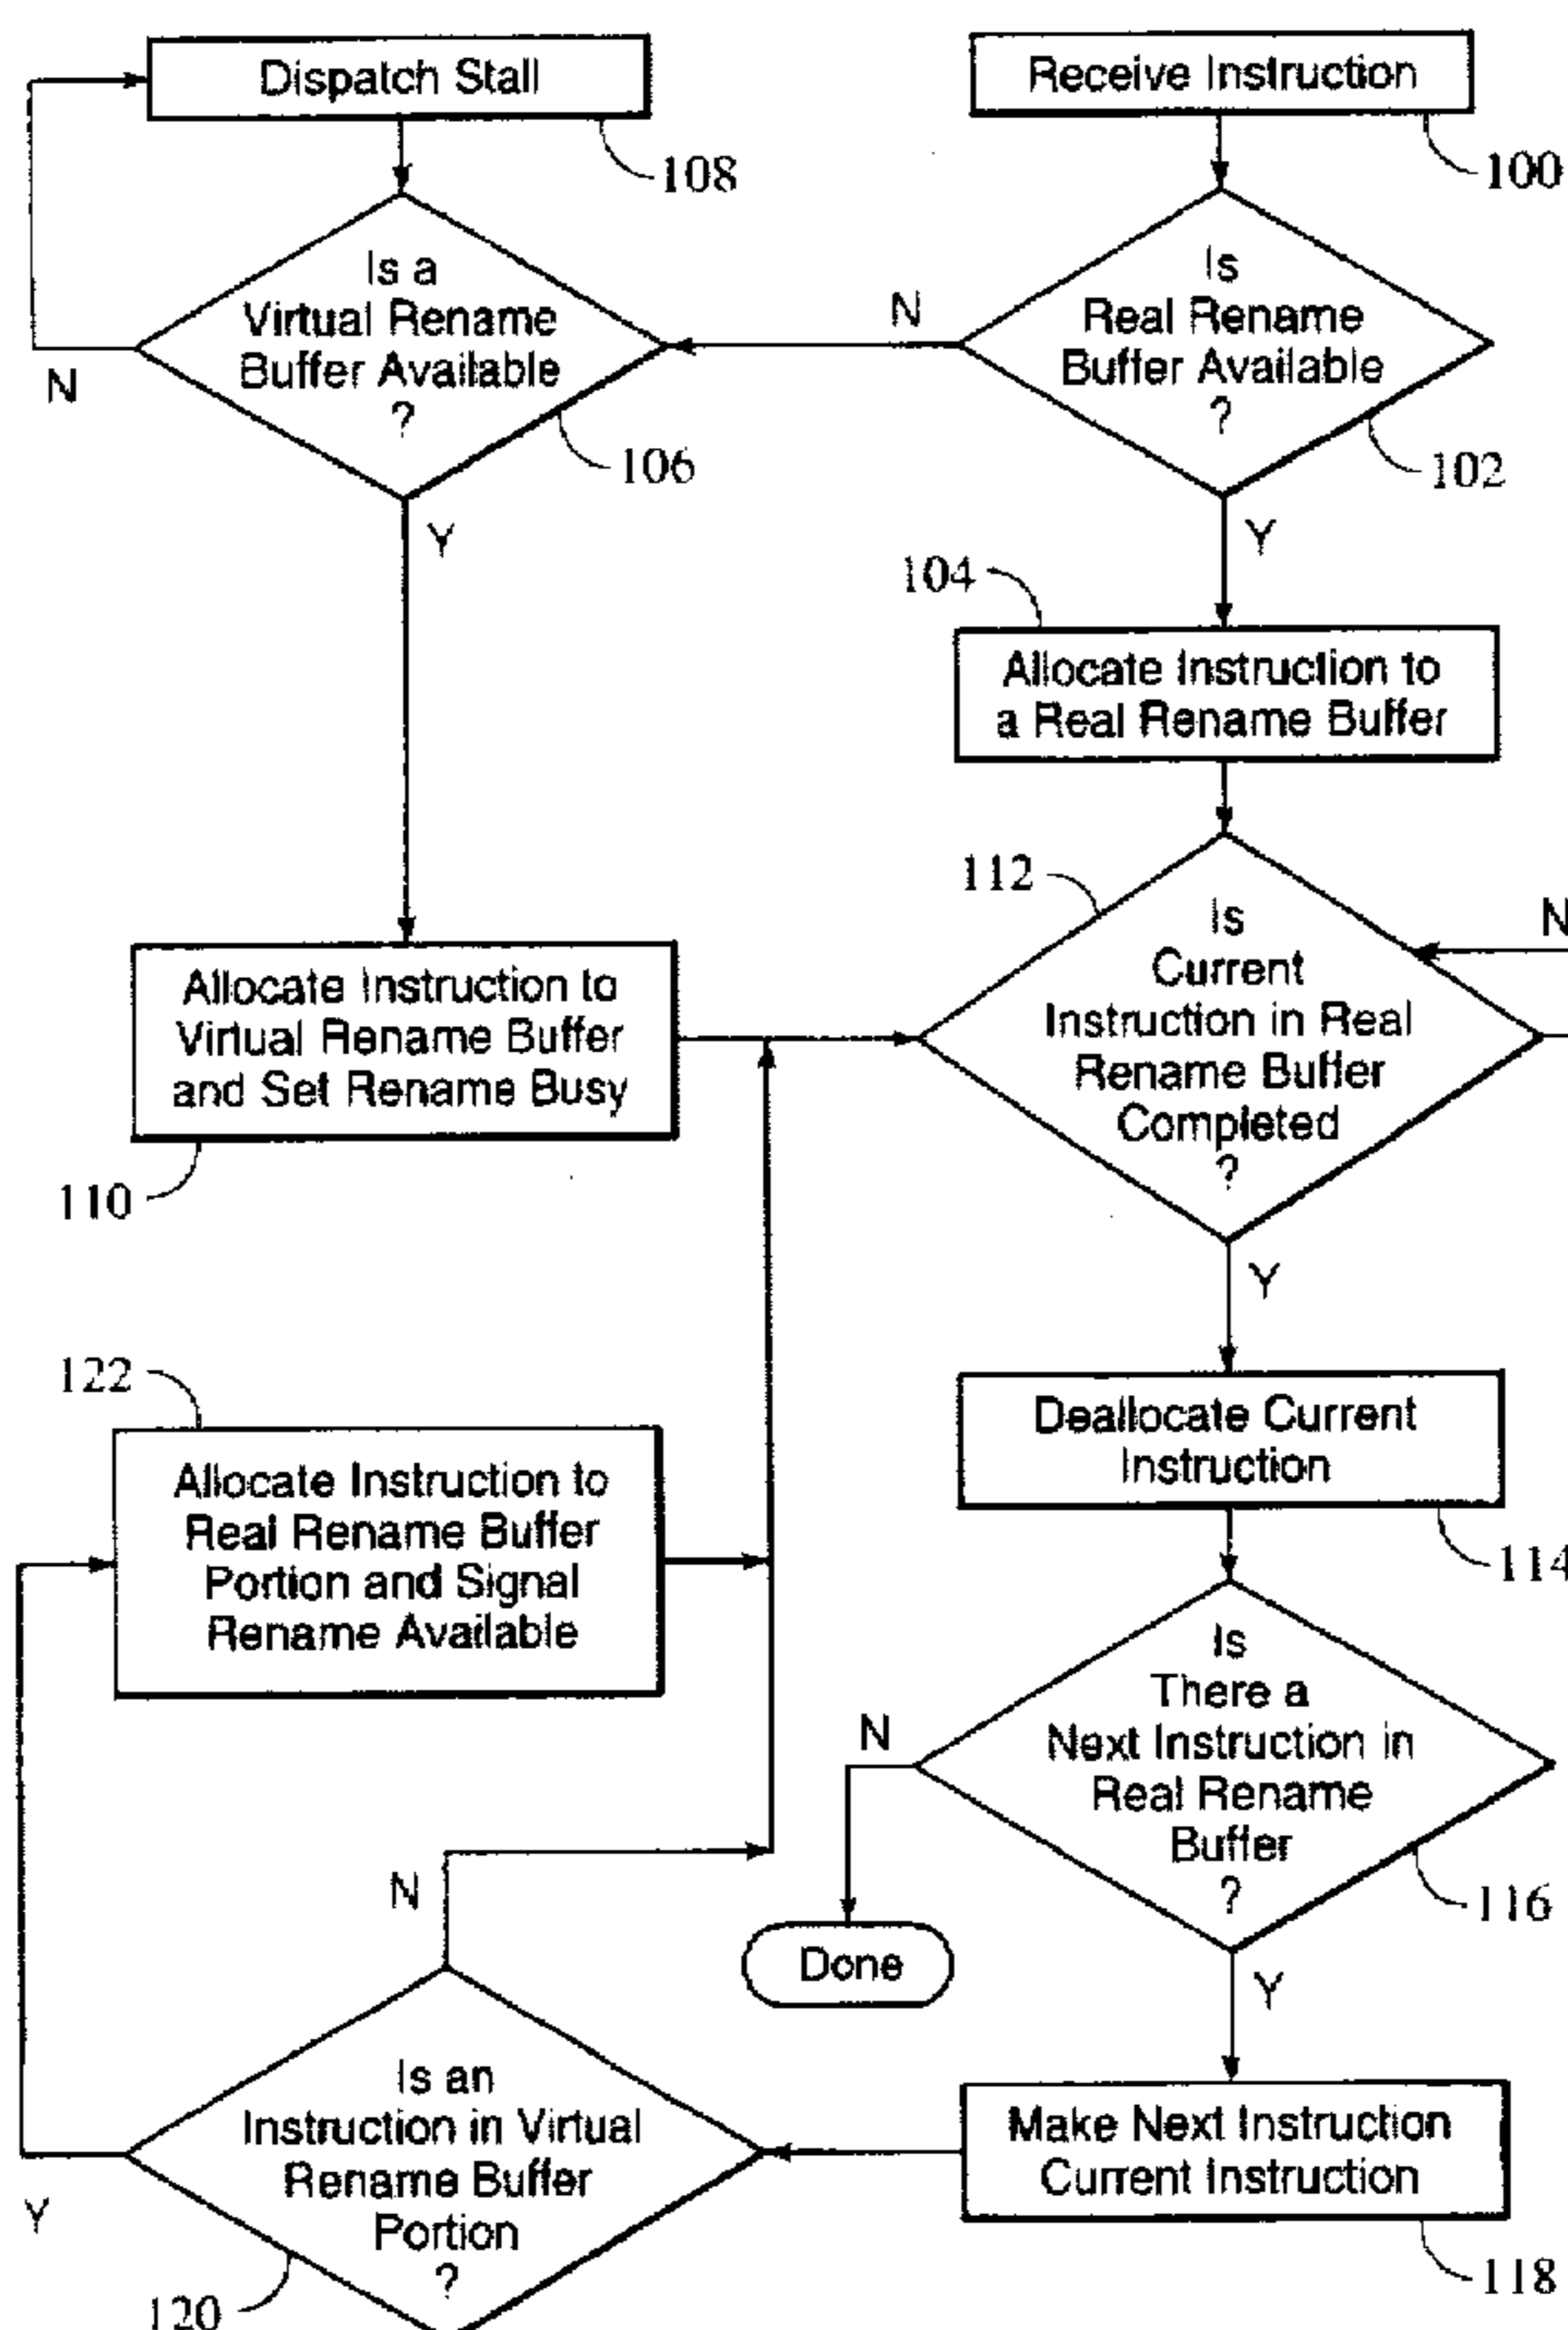 Dispatch Stall
108
Receive Instruction
100
Is a
Virtual Rename
Buffer Available
?
106
N
Y
N
Is
Real Rename
Buffer Available
?
102
Y
104
Allocate Instruction to
a Real Rename Buffer
112
Is
Current
Instruction in Real
Rename Buffer
Completed
?
N
Y
Allocate Instruction to
Virtual Rename Buffer
and Set Rename Busy
110
122
Allocate Instruction to
Real Rename Buffer
Portion and Signal
Rename Available
Deallocate Current
Instruction
114
Is
There a
Next Instruction in
Real Rename
Buffer
?
116
N
Done
Y
Make Next Instruction
Current Instruction
118
N
Is an
Instruction in Virtual
Rename Buffer
Portion
?
120
Y